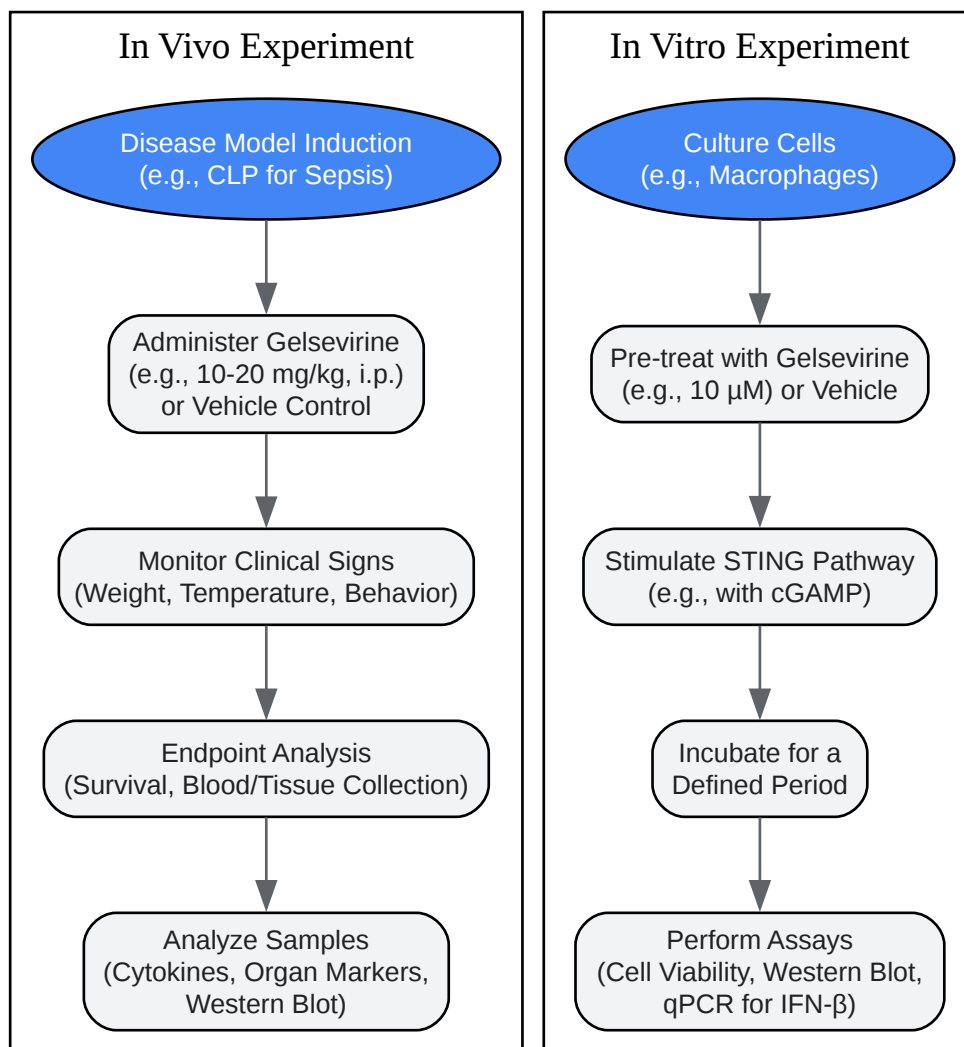 In Vivo Experiment
Disease Model Induction
(e.g., CLP for Sepsis)
Administer Gelsevirine
(e.g., 10-20 mg/kg, i.p.)
or Vehicle Control
Monitor Clinical Signs
(Weight, Temperature, Behavior)
Endpoint Analysis
(Survival, Blood/Tissue Collection)
Analyze Samples
(Cytokines, Organ Markers,
Western Blot)
In Vitro Experiment
Culture Cells
(e.g., Macrophages)
Pre-treat with Gelsevirine
(e.g., 10 µM) or Vehicle
Stimulate STING Pathway
(e.g., with cGAMP)
Incubate for a
Defined Period
Perform Assays
(Cell Viability, Western Blot,
qPCR for IFN-β)